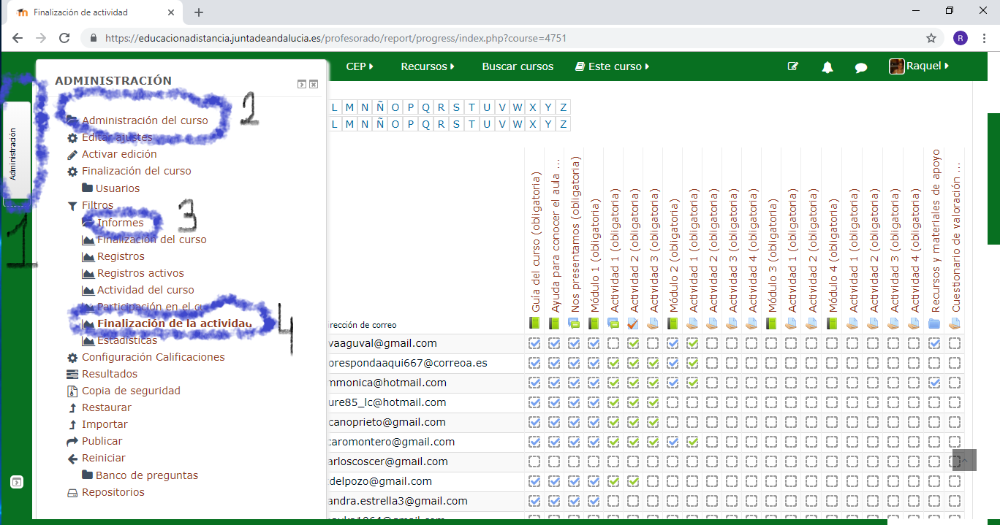 Finalización de actividad
https://educacionadistancia.juntadeandalucia.es/profesorado/report/progress/index.php?course=4751
R
CEP
Recursos
Buscar cursos
Este curso
Raquel
Administración
1
ADMINISTRACIÓN
Administración del curso
2
Editar ajustes
Activar edición
Finalización del curso
Usuarios
Filtros
Informes
3
Finalización del curso
Registros
Registros activos
Actividad del curso
Participación en el
Finalización de la actividad
4
Estadísticas
Configuración Calificaciones
Resultados
Copia de seguridad
Restaurar
Importar
Publicar
Reiniciar
Banco de preguntas
Repositorios
L M N Ñ O P Q R S T U V W X Y Z
L M N Ñ O P Q R S T U V W X Y Z
Guía del curso (obligatoria)
Ayuda para conocer el aula ...
Nos presentamos (obligatoria)
Módulo 1 (obligatoria)
Actividad 1 (obligatoria)
Actividad 2 (obligatoria)
Actividad 3 (obligatoria)
Módulo 2 (obligatoria)
Actividad 1 (obligatoria)
Actividad 2 (obligatoria)
Actividad 3 (obligatoria)
Actividad 4 (obligatoria)
Módulo 3 (obligatoria)
Actividad 1 (obligatoria)
Actividad 2 (obligatoria)
Módulo 4 (obligatoria)
Actividad 1 (obligatoria)
Actividad 2 (obligatoria)
Actividad 3 (obligatoria)
Actividad 4 (obligatoria)
Recursos y materiales de apoyo
Cuestionario de valoración ...
rección de correo
vaaguval@gmail.com
orespondaaqui667@correoa.es
mmonica@hotmail.com
ure85_lc@hotmail.com
canoprieto@gmail.com
caromontero@gmail.com
arloscoscer@gmail.com
delpozo@gmail.com
andra.estrella3@gmail.com